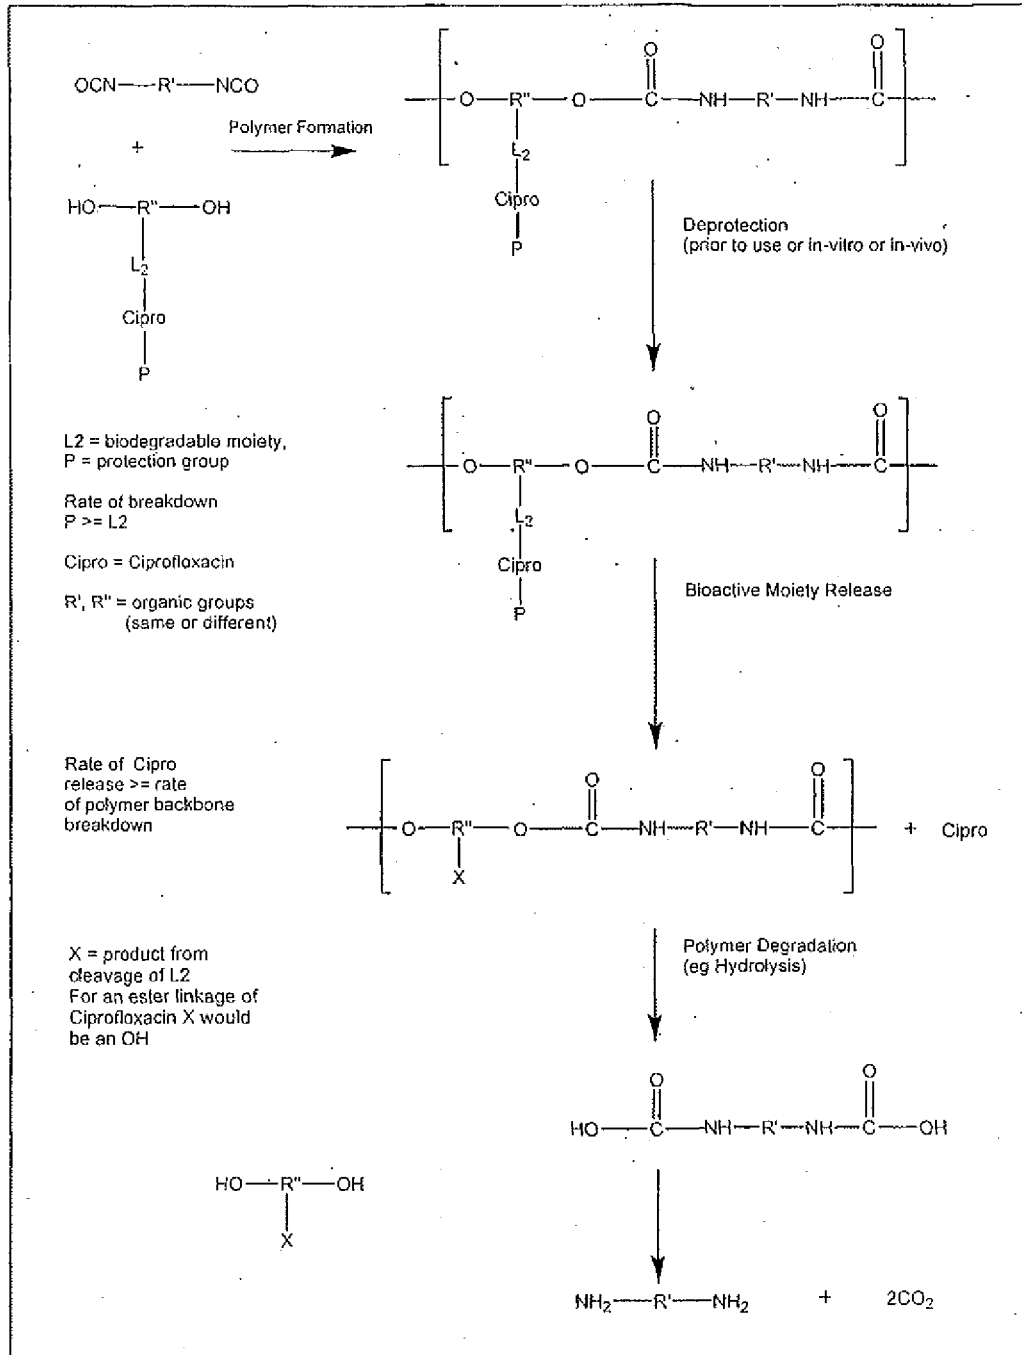 OCN—R'—NCO
+
HO—R"—OH
L2
Cipro
P
Polymer Formation
O—R"—O—C—NH—R'—NH—C
O
O
L2
Cipro
P
Deprotection
(prior to use or in-vitro or in-vivo)
L2 = biodegradable moiety,
P = protection group
Rate of breakdown
P >= L2
Cipro = Ciprofloxacin
R', R" = organic groups
(same or different)
O—R"—O—C—NH—R'—NH—C
O
O
L2
Cipro
P
Bioactive Moiety Release
Rate of Cipro
release >= rate
of polymer backbone
breakdown
O—R"—O—C—NH—R'—NH—C
O
O
X
+ Cipro
X = product from
cleavage of L2
For an ester linkage of
Ciprofloxacin X would
be an OH
Polymer Degradation
(eg Hydrolysis)
O
O
HO—C—NH—R'—NH—C—OH
HO—R"—OH
X
NH2—R'—NH2 + 2CO2